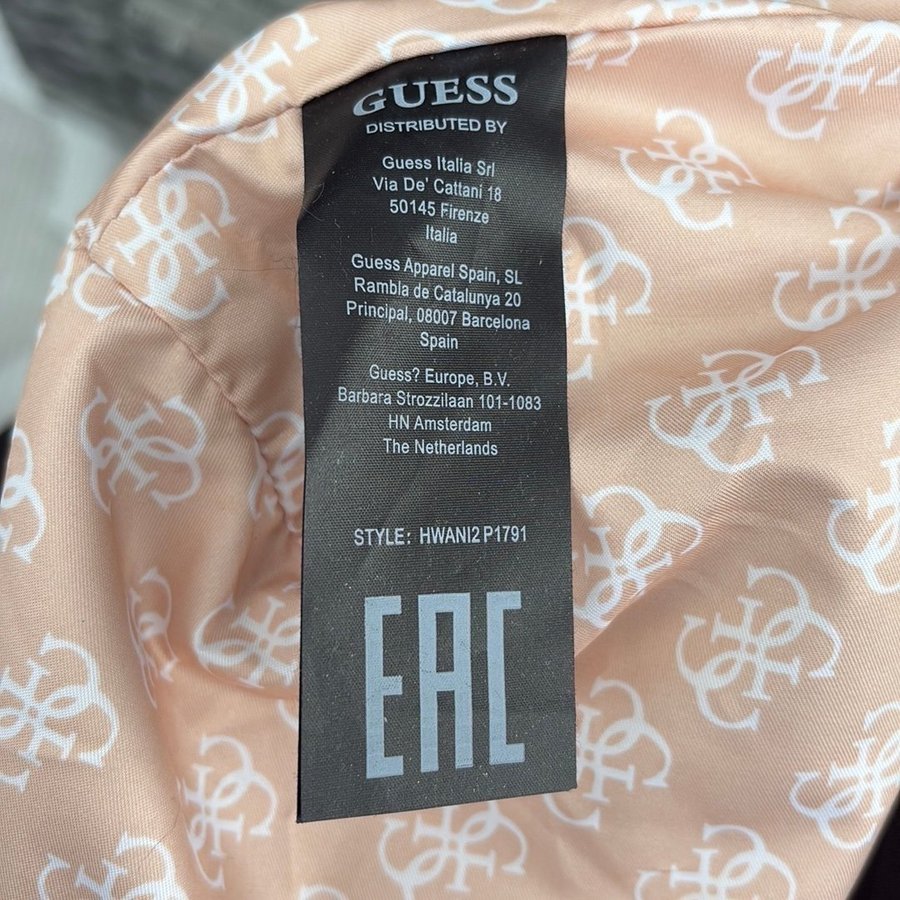 GUESS
DISTRIBUTED BY
Guess Italia Srl
Via De' Cattani 18
50145 Firenze
Italia
Guess Apparel Spain, SL
Rambla de Catalunya 20
Principal, 08007 Barcelona
Spain
Guess? Europe, B.V.
Barbara Strozzilaan 101-1083
HN Amsterdam
The Netherlands
STYLE: HWANI2 P1791
EAC